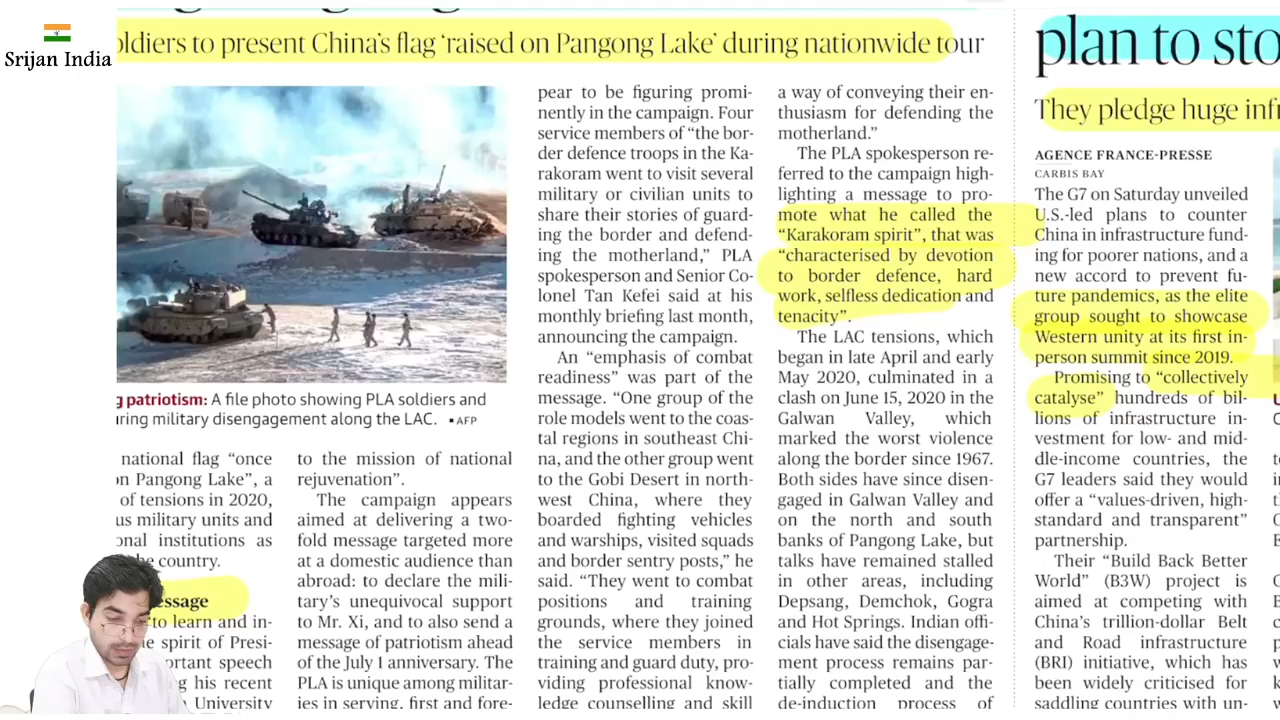 Srijan India
oldiers to present China's flag ‘raised on Pangong Lake’ during nationwide tour
g patriotism: A file photo showing PLA soldiers and
uring military disengagement along the LAC. ▪ AFP
national flag “once
on Pangong Lake”, a
of tensions in 2020,
us military units and
onal institutions as
he country.
essage
to learn and in-
e spirit of Presi-
ortant speech
g his recent
University
to the mission of national
rejuvenation”.
The campaign appears
aimed at delivering a two-
fold message targeted more
at a domestic audience than
abroad: to declare the mili-
tary's unequivocal support
to Mr. Xi, and to also send a
message of patriotism ahead
of the July 1 anniversary. The
PLA is unique among militar-
ies in serving, first and fore-
pear to be figuring promi-
nently in the campaign. Four
service members of “the bor-
der defence troops in the Ka-
rakoram went to visit several
military or civilian units to
share their stories of guard-
ing the border and defend-
ing the motherland,” PLA
spokesperson and Senior Co-
lonel Tan Kefei said at his
monthly briefing last month,
announcing the campaign.
An “emphasis of combat
readiness” was part of the
message. “One group of the
role models went to the coas-
tal regions in southeast Chi-
na, and the other group went
to the Gobi Desert in north-
west China, where they
boarded fighting vehicles
and warships, visited squads
and border sentry posts,” he
said. “They went to combat
positions and training
grounds, where they joined
the service members in
training and guard duty, pro-
viding professional know-
ledge counselling and skill
a way of conveying their en-
thusiasm for defending the
motherland.”
The PLA spokesperson re-
ferred to the campaign high-
lighting a message to pro-
mote what he called the
“Karakoram spirit”, that was
“characterised by devotion
to border defence, hard
work, selfless dedication and
tenacity”.
The LAC tensions, which
began in late April and early
May 2020, culminated in a
clash on June 15, 2020 in the
Galwan Valley, which
marked the worst violence
along the border since 1967.
Both sides have since disen-
gaged in Galwan Valley and
on the north and south
banks of Pangong Lake, but
talks have remained stalled
in other areas, including
Depsang, Demchok, Gogra
and Hot Springs. Indian offi-
cials have said the disengage-
ment process remains par-
tially completed and the
de-induction process of
plan to sto
They pledge huge infr
AGENCE FRANCE-PRESSE
CARBIS BAY
The G7 on Saturday unveiled
U.S.-led plans to counter
China in infrastructure fund-
ing for poorer nations, and a
new accord to prevent fu-
ture pandemics, as the elite
group sought to showcase
Western unity at its first in-
person summit since 2019.
Promising to “collectively
catalyse” hundreds of bil-
lions of infrastructure in-
vestment for low- and mid-
dle-income countries, the
G7 leaders said they would
offer a “values-driven, high-
standard and transparent”
partnership.
Their “Build Back Better
World” (B3W) project is
aimed at competing with
China's trillion-dollar Belt
and Road infrastructure
(BRI) initiative, which has
been widely criticised for
saddling countries with un-